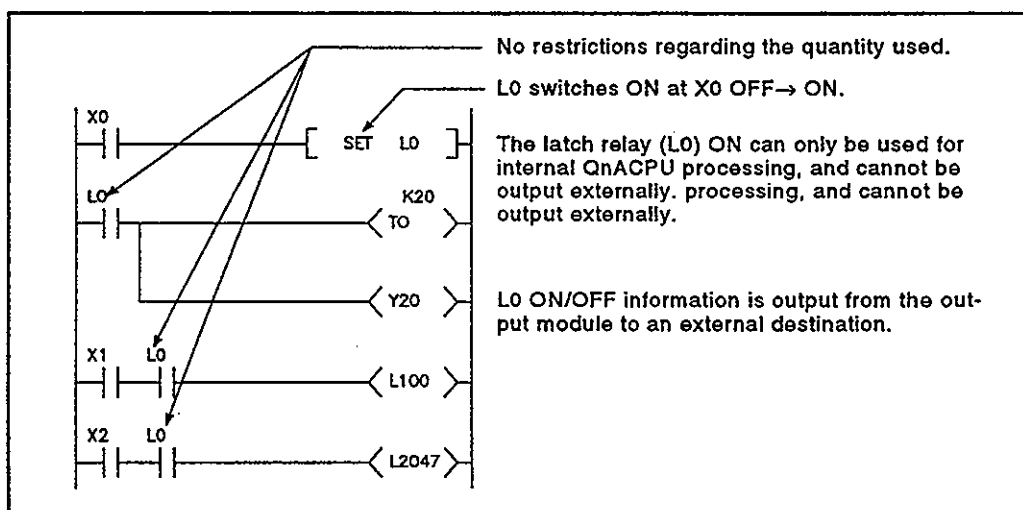 No restrictions regarding the quantity used.
L0 switches ON at X0 OFF→ ON.
X0
SET L0
The latch relay (L0) ON can only be used for
internal QnACPU processing, and cannot be
output externally. processing, and cannot be
output externally.
L0
K20
TO
Y20
L0 ON/OFF information is output from the out-
put module to an external destination.
X1 L0
L100
X2 L0
L2047